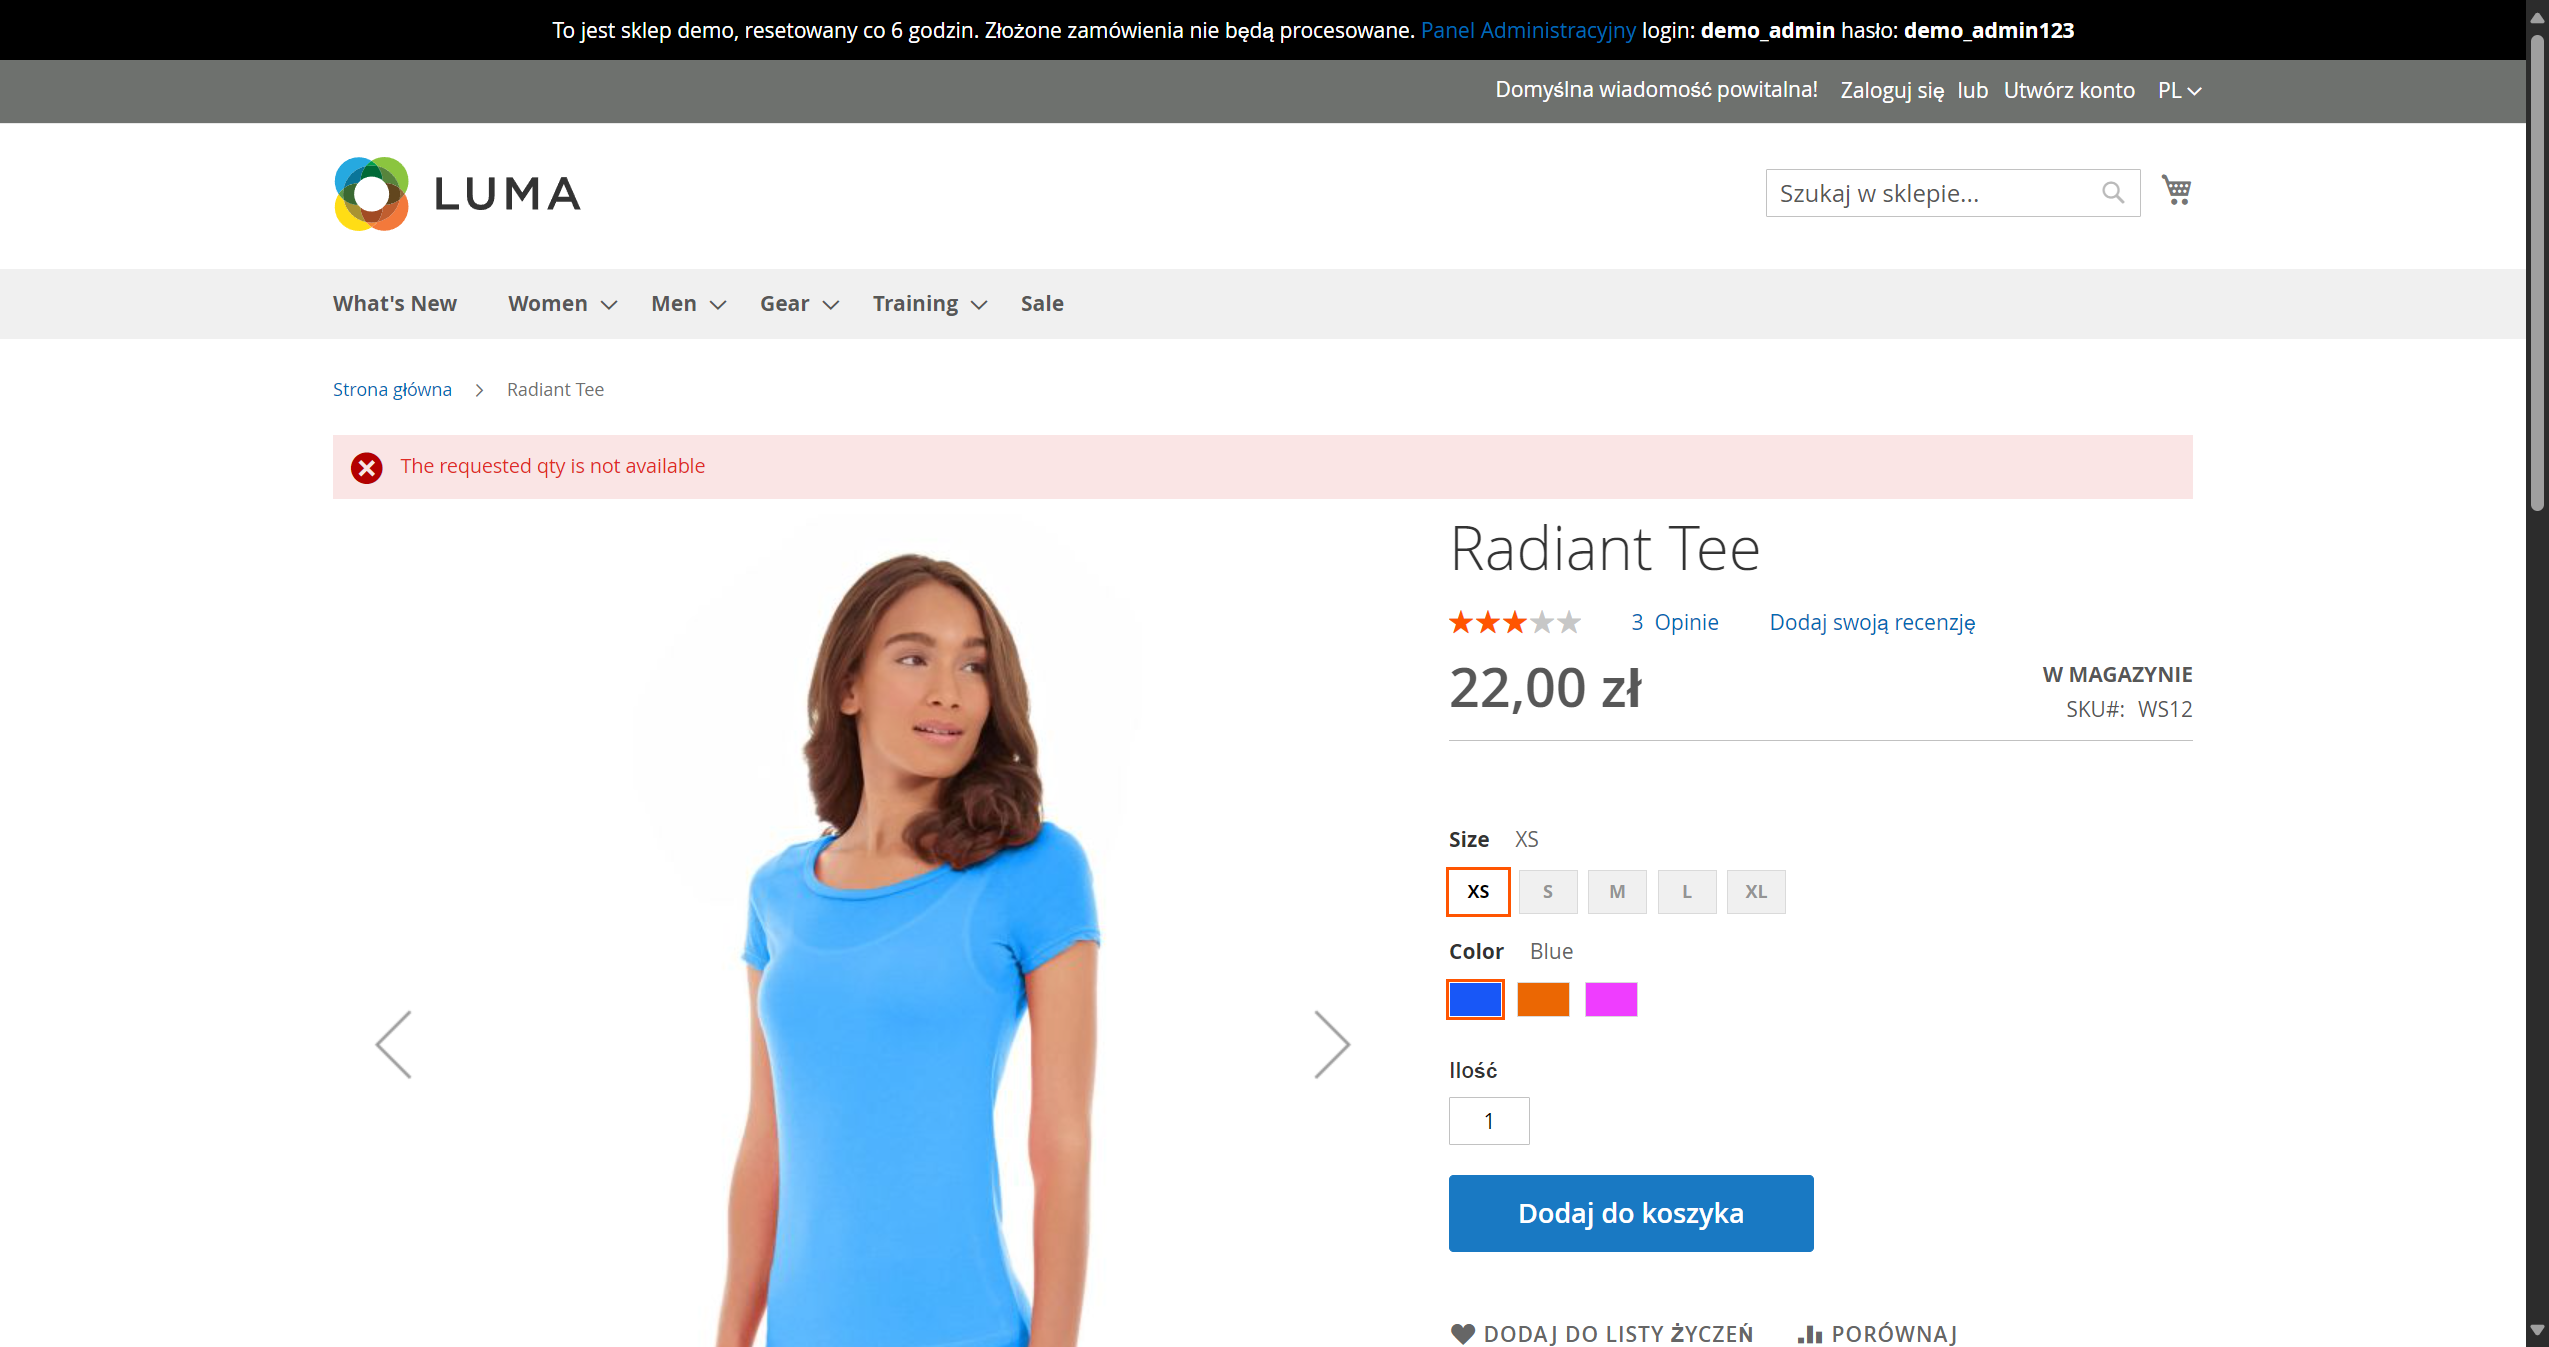 To jest sklep demo, resetowany co 6 godzin. Złożone zamówienia nie będą procesowane. Panel Administracyjny login: demo_admin hasło: demo_admin123
Domyślna wiadomość powitalna! Zaloguj się lub Utwórz konto PL
LUMA
Szukaj w sklepie...
What's New Women Men Gear Training Sale
Strona główna Radiant Tee
The requested qty is not available
Radiant Tee
3 Opinie Dodaj swoją recenzję
22,00 zł
W MAGAZYNIE
SKU#: WS12
Size XS
XS S M L XL
Color Blue
Ilość
1
Dodaj do koszyka
DODAJ DO LISTY ŻYCZEŃ PORÓWNAJ